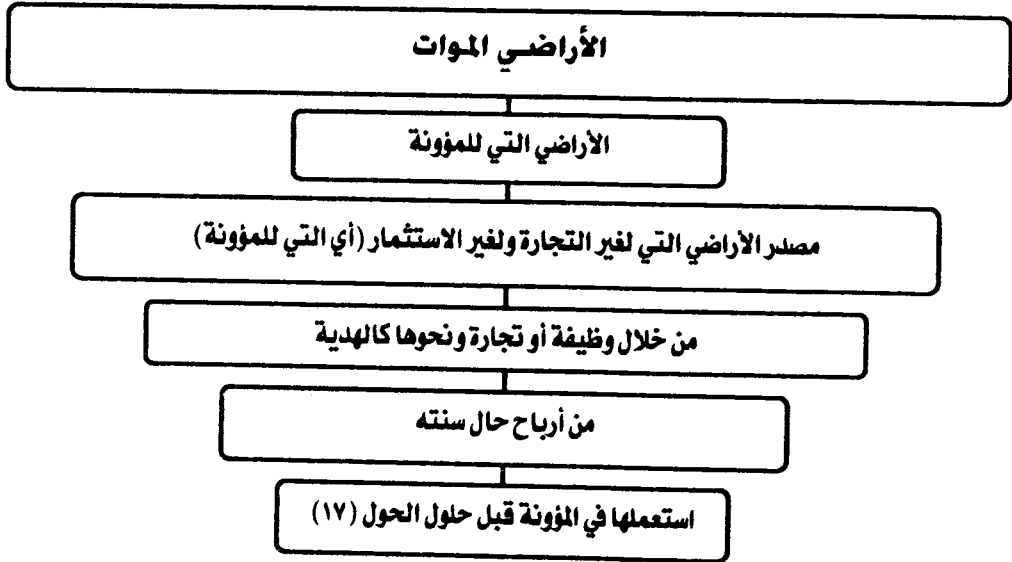 الأراضي الموات
الأراضي التي للمؤونة
مصدر الأراضي التي لغير التجارة ولغير الاستثمار (أي التي للمؤونة)
من خلال وظيفة أو تجارة ونحوها كالهدية
من أرباح حال سنته
استعملها في المؤونة قبل حلول الحول (١٧)